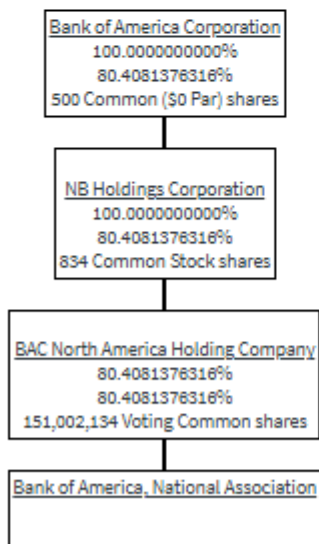 Bank of America Corporation
100.0000000000%
80.4081376316%
500 Common ($0 Par) shares
NB Holdings Corporation
100.0000000000%
80.4081376316%
834 Common Stock shares
BAC North America Holding Company
80.4081376316%
80.4081376316%
151,002,134 Voting Common shares
Bank of America, National Association